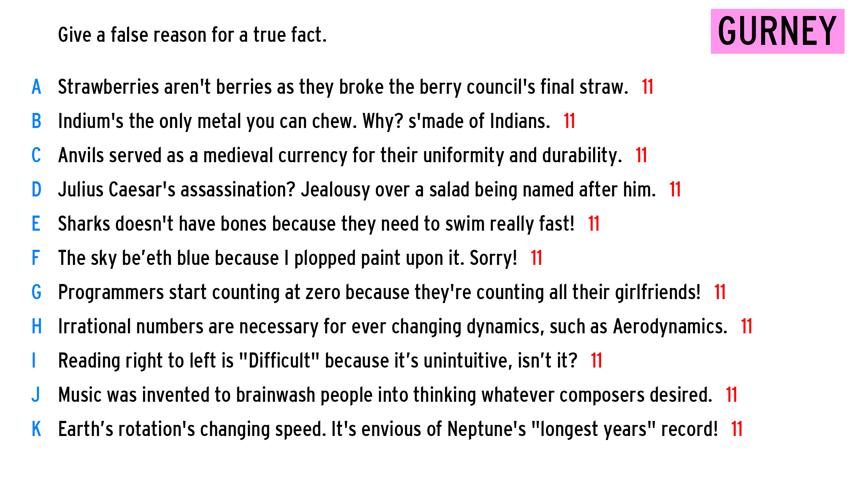 Give a false reason for a true fact.
GURNEY
A Strawberries aren't berries as they broke the berry council's final straw. 11
B Indium's the only metal you can chew. Why? s'made of Indians. 11
C Anvils served as a medieval currency for their uniformity and durability. 11
D Julius Caesar's assassination? Jealousy over a salad being named after him. 11
E Sharks doesn't have bones because they need to swim really fast! 11
F The sky be’eth blue because I plopped paint upon it. Sorry! 11
G Programmers start counting at zero because they're counting all their girlfriends! 11
H Irrational numbers are necessary for ever changing dynamics, such as Aerodynamics. 11
I Reading right to left is "Difficult" because it’s unintuitive, isn’t it? 11
J Music was invented to brainwash people into thinking whatever composers desired. 11
K Earth’s rotation's changing speed. It's envious of Neptune's "longest years" record! 11